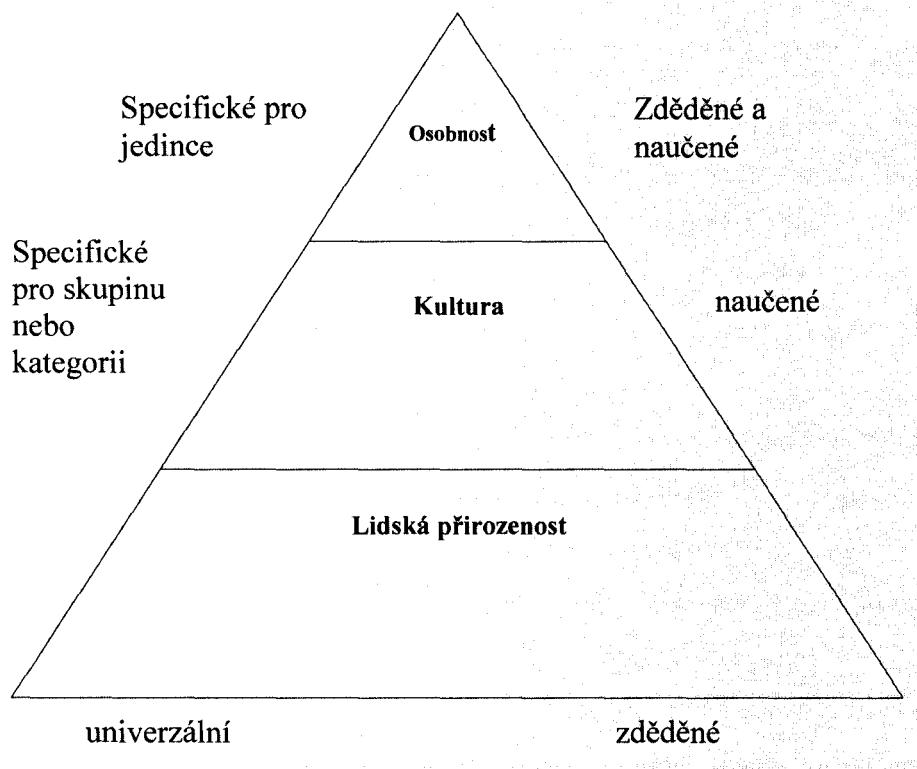 Specifické pro
jedince
Osobnost
Zděděné a
naučené
Specifické
pro skupinu
nebo
kategorii
Kultura
naučené
Lidská přirozenost
univerzální
zděděné